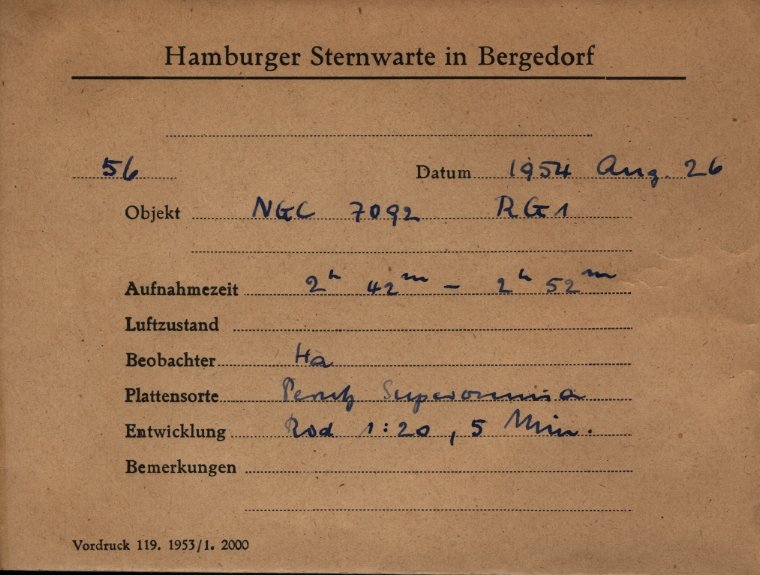 Hamburger Sternwarte in Bergedorf
56 Datum 1954 Aug. 26
Objekt NGC 7092 RG1
Aufnahmezeit 2h 42m – 2h 52m
Luftzustand
Beobachter Ha
Plattensorte Perutz Superomnia
Entwicklung Rod 1:20, 5 Min.
Bemerkungen
Vordruck 119. 1953/1. 2000